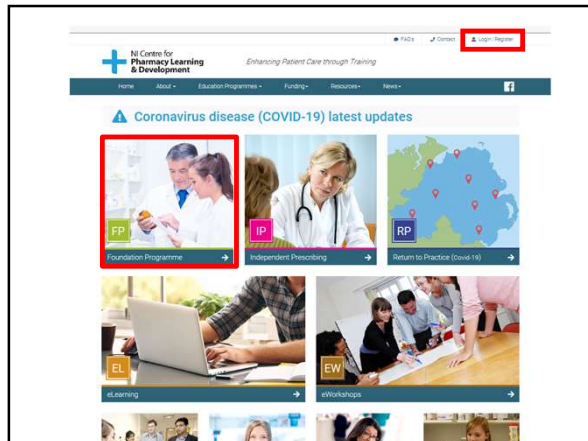 FAQ's Contact Login / Register
NI Centre for
Pharmacy Learning
& Development
Enhancing Patient Care through Training
Home About Education Programmes Funding Resources News
Coronavirus disease (COVID-19) latest updates
FP
Foundation Programme
IP
Independent Prescribing
RP
Return to Practice (Covid-19)
EL
eLearning
EW
eWorkshops